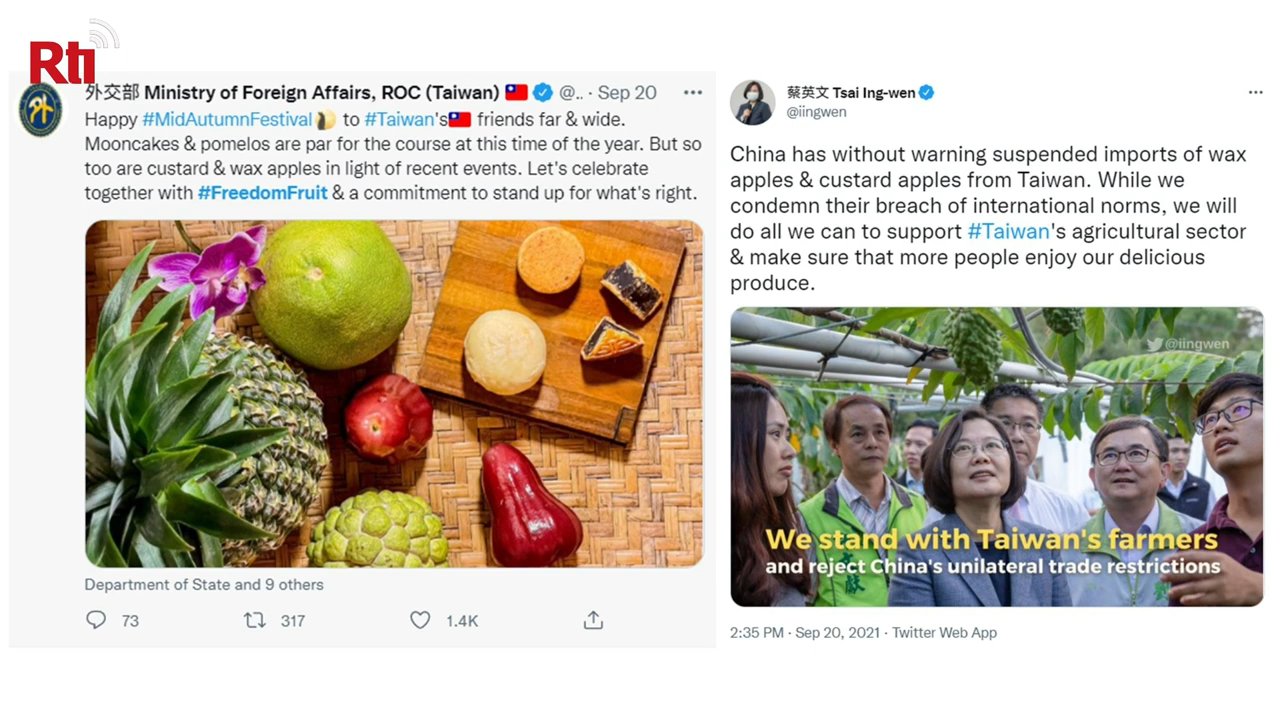 Rti
外交部 Ministry of Foreign Affairs, ROC (Taiwan) 🇹🇼 @.. · Sep 20 ···
Happy #MidAutumnFestival🥮 to #Taiwan's🇹🇼 friends far & wide.
Mooncakes & pomelos are par for the course at this time of the year. But so
too are custard & wax apples in light of recent events. Let's celebrate
together with #FreedomFruit & a commitment to stand up for what's right.
Department of State and 9 others
73 317 1.4K
蔡英文 Tsai Ing-wen
@iingwen
China has without warning suspended imports of wax
apples & custard apples from Taiwan. While we
condemn their breach of international norms, we will
do all we can to support #Taiwan's agricultural sector
& make sure that more people enjoy our delicious
produce.
@iingwen
We stand with Taiwan's farmers
and reject China's unilateral trade restrictions
2:35 PM · Sep 20, 2021 · Twitter Web App